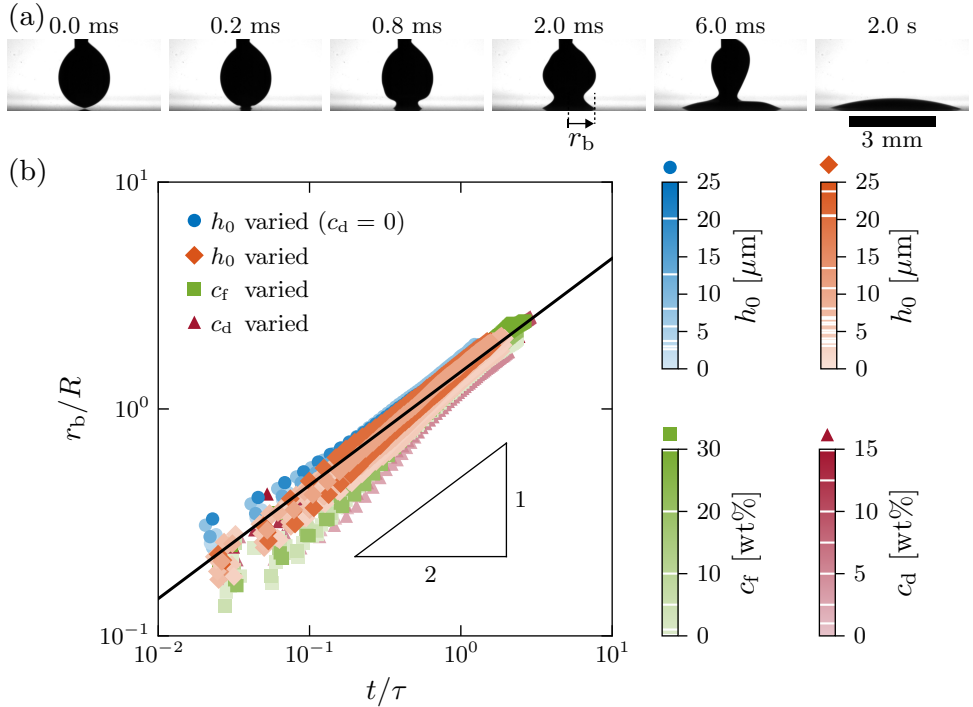 (a)
0.0 ms 0.2 ms 0.8 ms 2.0 ms 6.0 ms 2.0 s
r_b
3 mm
(b)
h_0 varied (c_d = 0)
h_0 varied
c_f varied
c_d varied
1
2
r_b/R
10^1
10^0
10^{-1}
10^{-2} 10^{-1} 10^0 10^1
t/τ
25
20
15
10
5
0
h_0 [μm]
25
20
15
10
5
0
h_0 [μm]
30
20
10
0
c_f [wt%]
15
10
5
0
c_d [wt%]